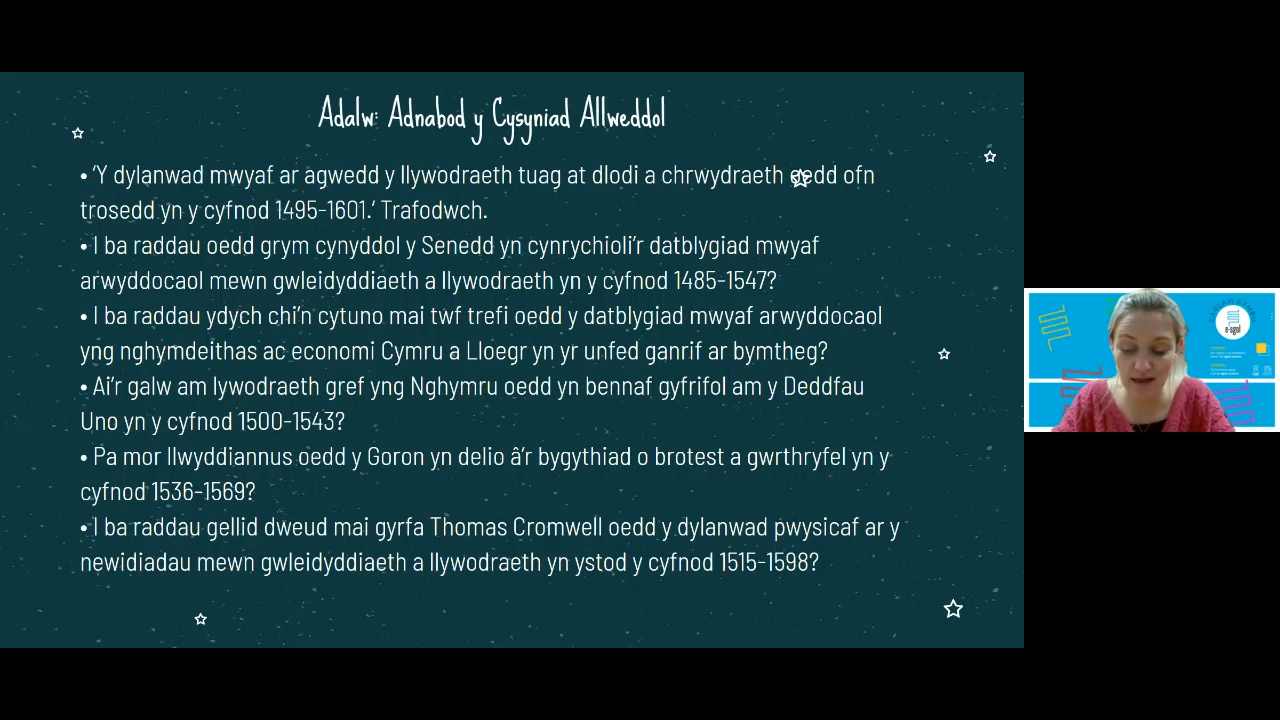 Adalw: Adnabod y Cysyniad Allweddol
• 'Y dylanwad mwyaf ar agwedd y llywodraeth tuag at dlodi a chrwydraeth oedd ofn
trosedd yn y cyfnod 1495-1601.' Trafodwch.
• I ba raddau oedd grym cynyddol y Senedd yn cynrychioli'r datblygiad mwyaf
arwyddocaol mewn gwleidyddiaeth a llywodraeth yn y cyfnod 1485-1547?
• I ba raddau ydych chi'n cytuno mai twf trefi oedd y datblygiad mwyaf arwyddocaol
yng nghymdeithas ac economi Cymru a Lloegr yn yr unfed ganrif ar bymtheg?
• Ai'r galw am lywodraeth gref yng Nghymru oedd yn bennaf gyfrifol am y Deddfau
Uno yn y cyfnod 1500-1543?
• Pa mor llwyddiannus oedd y Goron yn delio â'r bygythiad o brotest a gwrthryfel yn y
cyfnod 1536-1569?
• I ba raddau gellid dweud mai gyrfa Thomas Cromwell oedd y dylanwad pwysicaf ar y
newidiadau mewn gwleidyddiaeth a llywodraeth yn ystod y cyfnod 1515-1598?
e-sgol